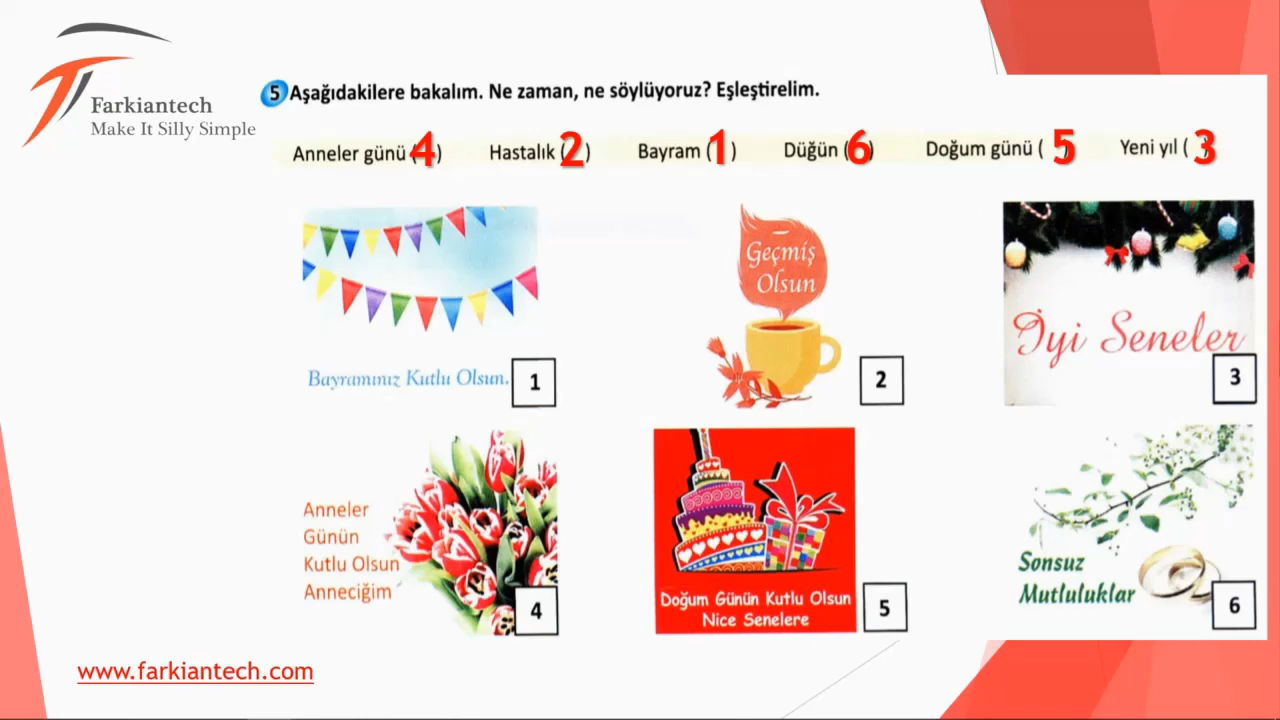 Farkiantech
Make It Silly Simple
5 Aşağıdakilere bakalım. Ne zaman, ne söylüyoruz? Eşleştirelim.
Anneler günü (4) Hastalık (2) Bayram (1) Düğün (6) Doğum günü (5) Yeni yıl (3)
Bayramınız Kutlu Olsun.
1
Geçmiş
Olsun
2
İyi Seneler
3
Anneler
Günün
Kutlu Olsun
Anneciğim
4
Doğum Günün Kutlu Olsun
Nice Senelere
5
Sonsuz
Mutluluklar
6
www.farkiantech.com